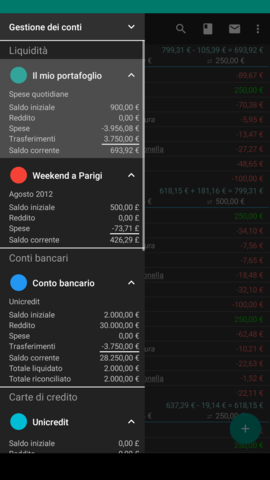 Gestione dei conti
Liquidità
Il mio portafoglio
Spese quotidiane
Saldo iniziale 900,00 €
Reddito 0,00 €
Spese -3.956,08 €
Trasferimenti 3.750,00 €
Saldo corrente 693,92 €
Weekend a Parigi
Agosto 2012
Saldo iniziale 500,00 £
Reddito 0,00 £
Spese -73,71 £
Saldo corrente 426,29 £
Conti bancari
Conto bancario
Unicredit
Saldo iniziale 2.000,00 €
Reddito 30.000,00 €
Spese 0,00 €
Trasferimenti -3.750,00 €
Saldo corrente 28.250,00 €
Totale liquidato 2.000,00 €
Totale riconciliato 2.000,00 €
Carte di credito
Unicredit
Saldo iniziale 0,00 £
799,31 € - 105,39 € = 693,92 €
€ ⇄ 250,00 €
-89,67 €
250,00 €
-70,38 €
-5,95 €
-13,47 €
-27,27 €
-48,65 €
-100,00 €
618,15 € + 181,16 € = 799,31 €
€ ⇄ 500,00 €
250,00 €
-34,10 €
-7,56 €
-7,65 €
-18,48 €
-32,10 €
-100,00 €
250,00 €
-62,48 €
-10,21 €
-22,63 €
-1,52 €
-22,11 €
637,29 € - 19,14 € = 618,15 €
€ ⇄ 250,00 €
250,00 €